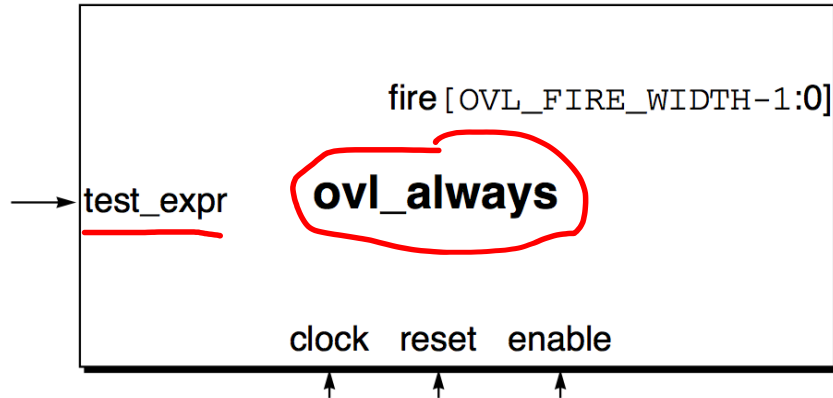 fire[OVL_FIRE_WIDTH-1:0]
test_expr ovl_always
clock reset enable